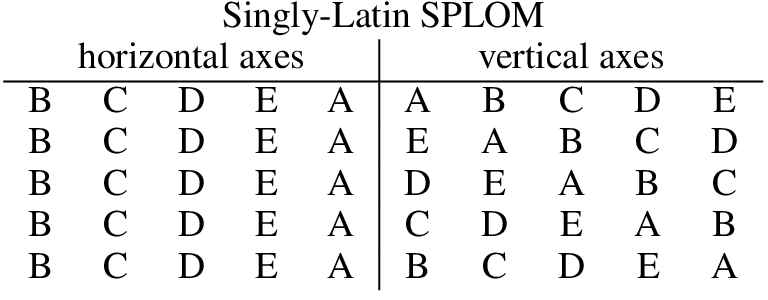 Singly-Latin SPLOM
horizontal axes vertical axes
B C D E A A B C D E
B C D E A E A B C D
B C D E A D E A B C
B C D E A C D E A B
B C D E A B C D E A